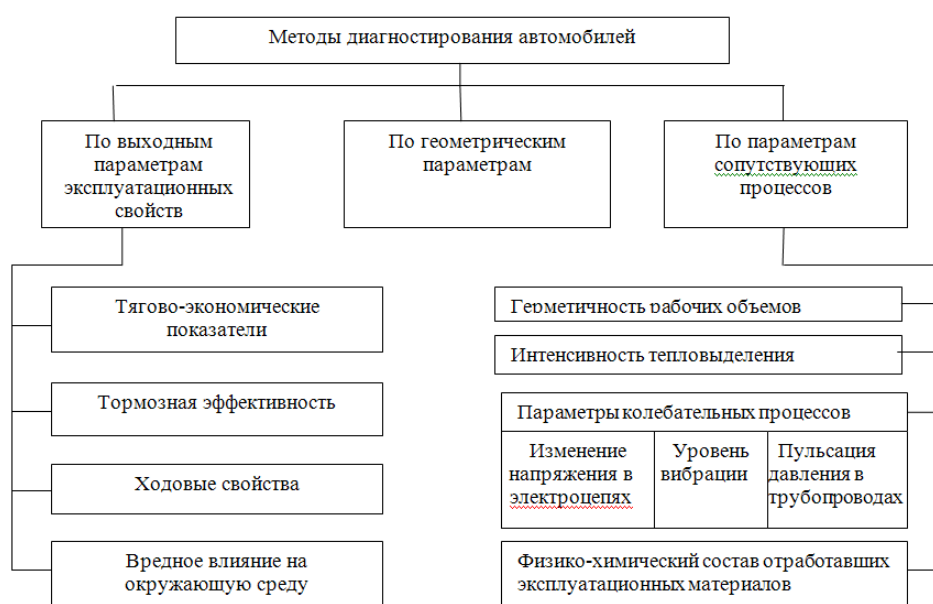 Методы диагностирования автомобилей
По выходным
параметрам
эксплуатационных
свойств
По геометрическим
параметрам
По параметрам
сопутствующих
процессов
Тягово-экономические
показатели
Тормозная эффективность
Ходовые свойства
Вредное влияние на
окружающую среду
Герметичность рабочих объемов
Интенсивность тепловыделения
Параметры колебательных процессов
Изменение
напряжения в
электроцепях
Уровень
вибрации
Пульсация
давления в
трубопроводах
Физико-химический состав отработавших
эксплуатационных материалов